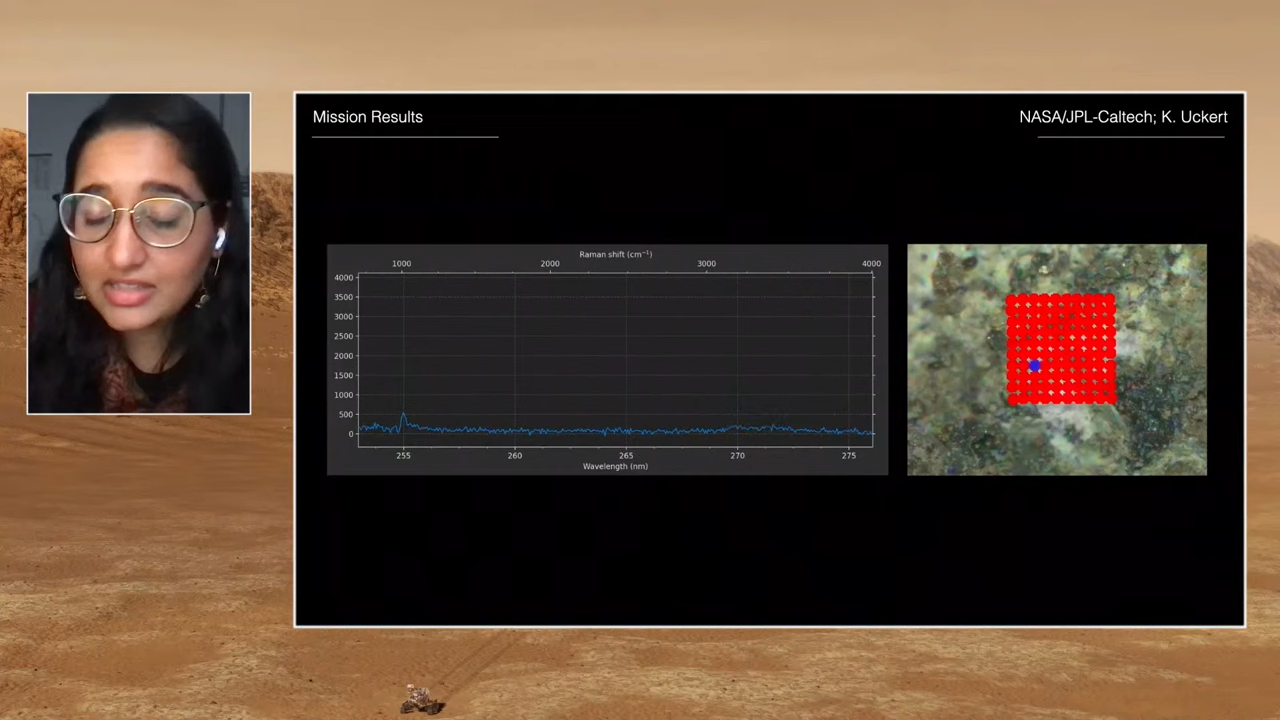 Mission Results
NASA/JPL-Caltech; K. Uckert
Raman shift (cm⁻¹)
1000 2000 3000 4000
4000
3500
3000
2500
2000
1500
1000
500
0
255 260 265 270 275
Wavelength (nm)